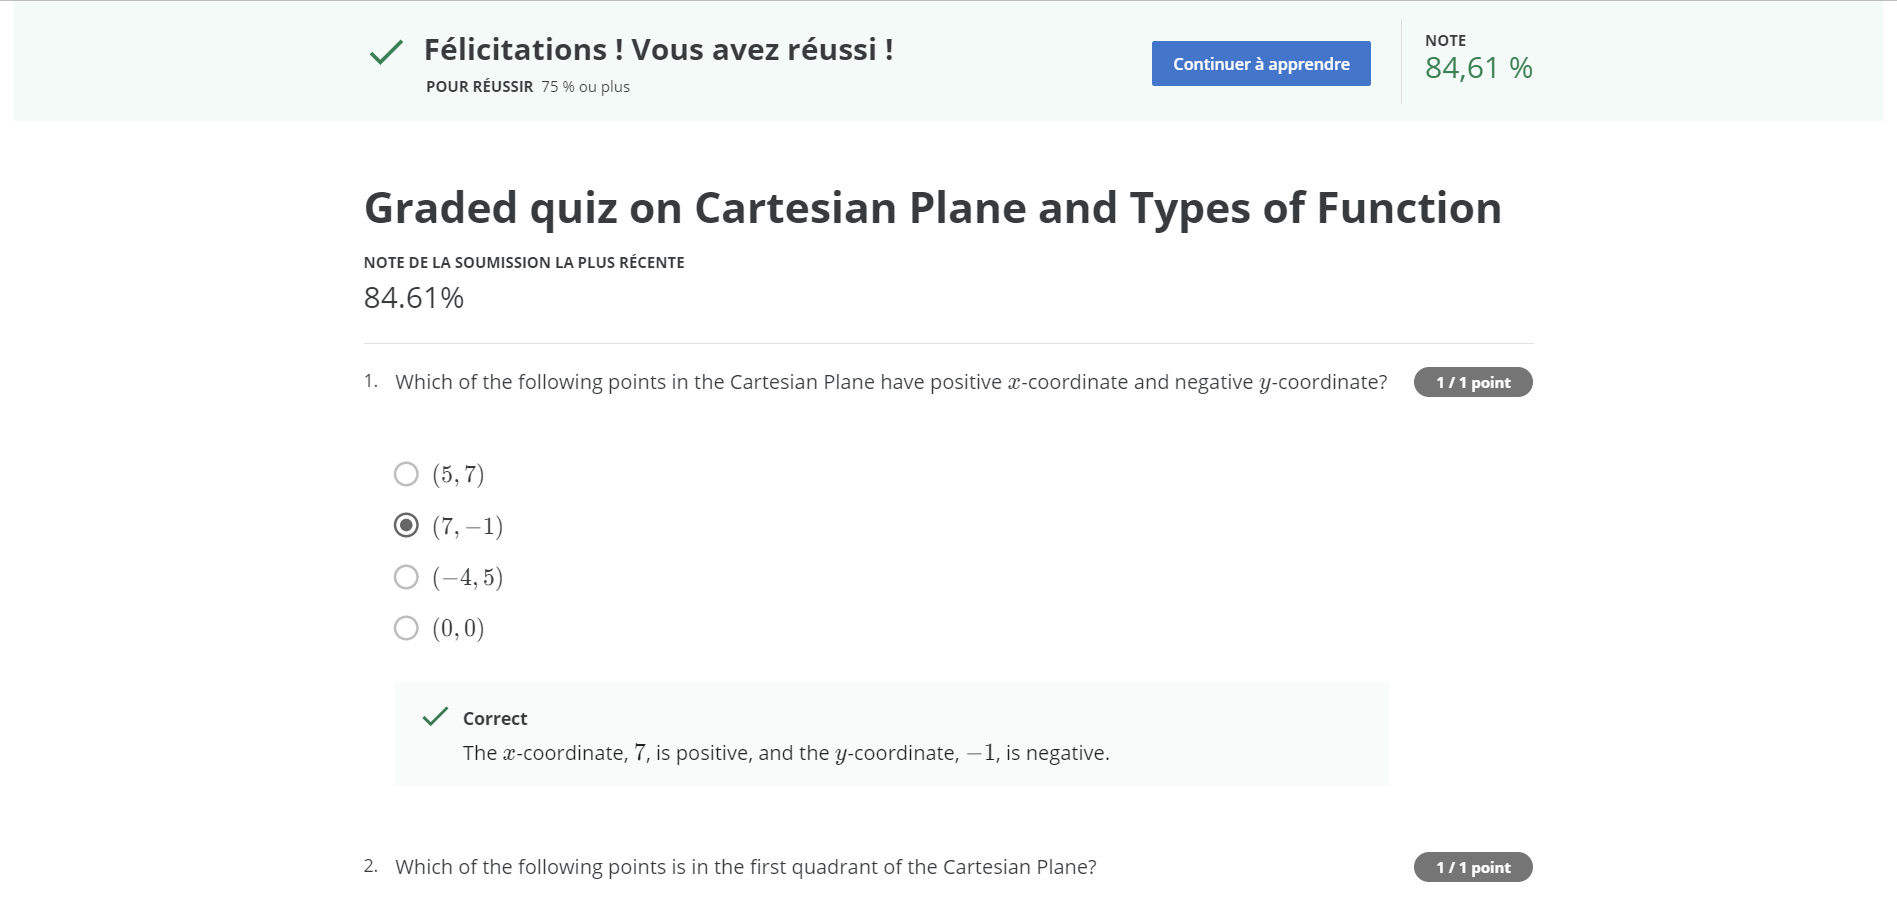 Félicitations ! Vous avez réussi !
POUR RÉUSSIR 75 % ou plus
Continuer à apprendre
NOTE
84,61 %
Graded quiz on Cartesian Plane and Types of Function
NOTE DE LA SOUMISSION LA PLUS RÉCENTE
84.61%
1. Which of the following points in the Cartesian Plane have positive x-coordinate and negative y-coordinate? 1 / 1 point
(5, 7)
(7, −1)
(−4, 5)
(0, 0)
Correct
The x-coordinate, 7, is positive, and the y-coordinate, −1, is negative.
2. Which of the following points is in the first quadrant of the Cartesian Plane? 1 / 1 point